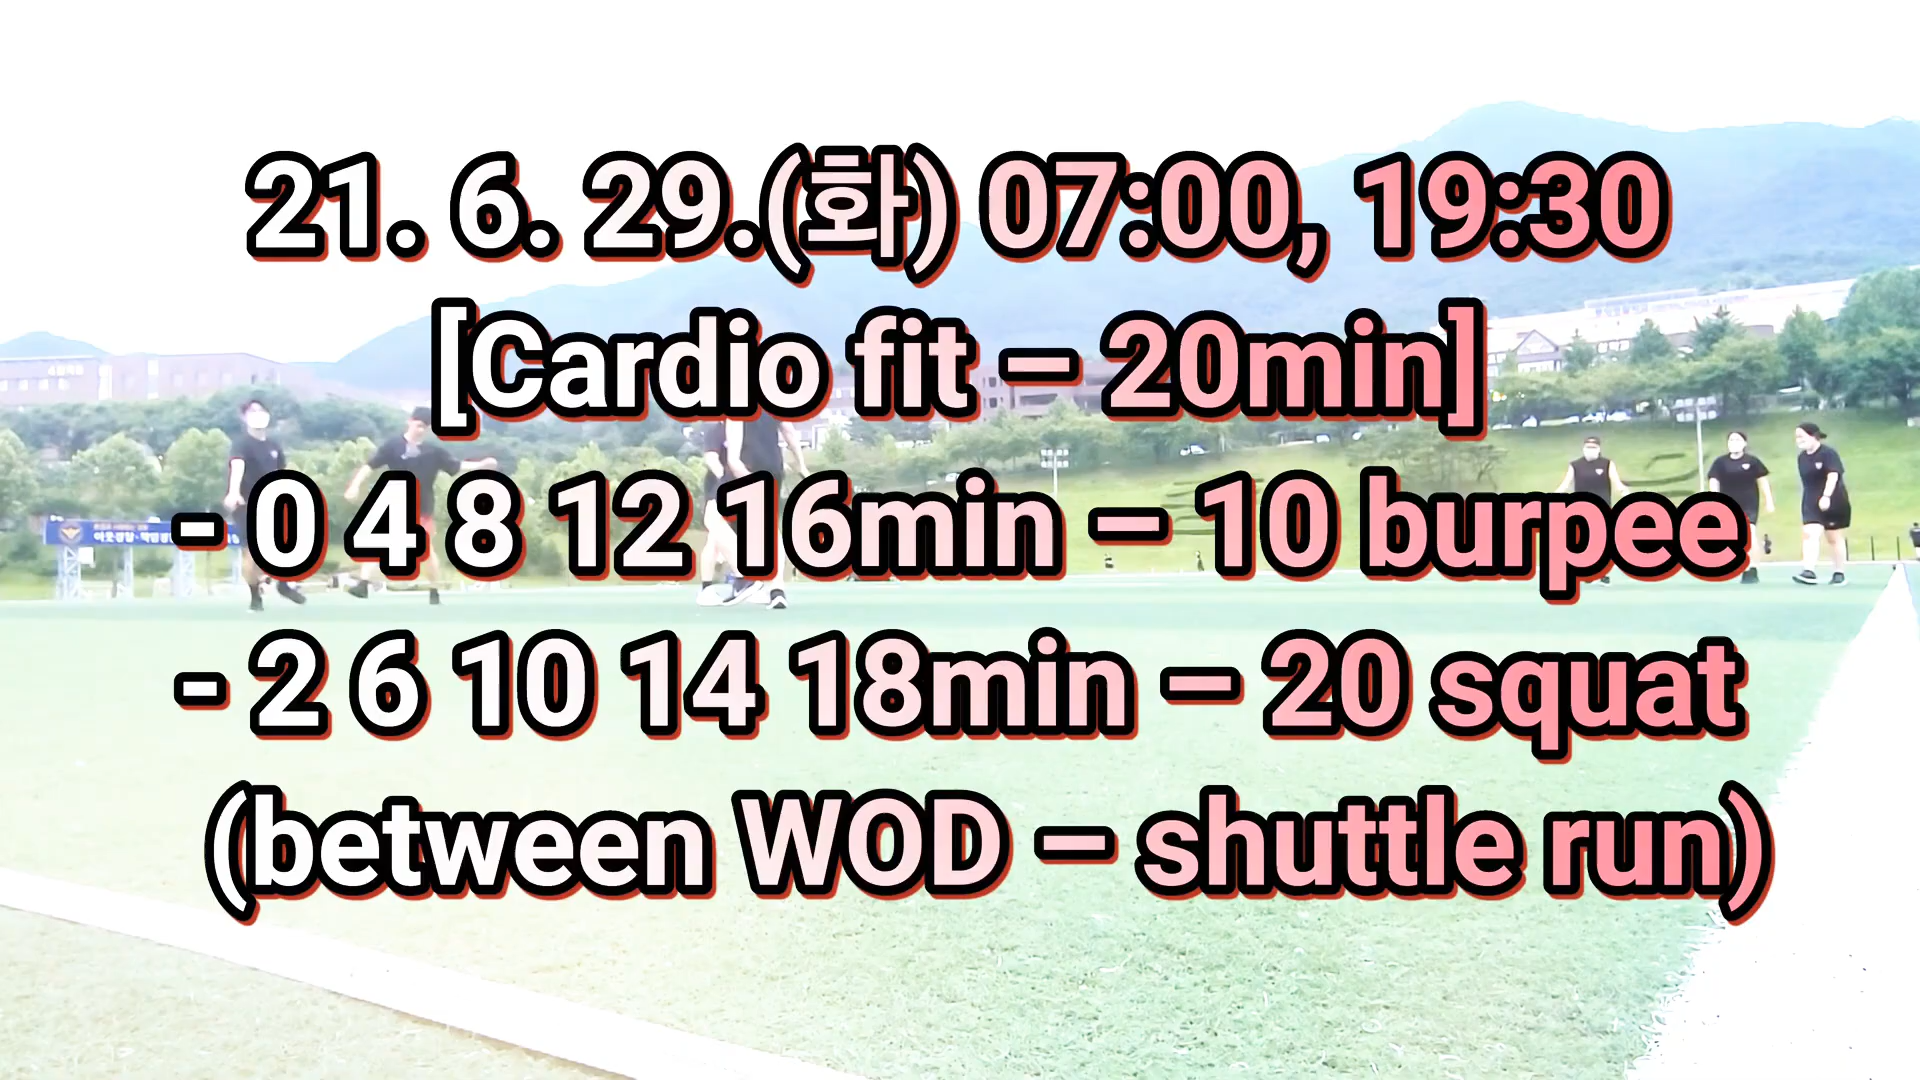 21. 6. 29.(화) 07:00, 19:30
[Cardio fit – 20min]
- 0 4 8 12 16min – 10 burpee
- 2 6 10 14 18min – 20 squat
(between WOD – shuttle run)